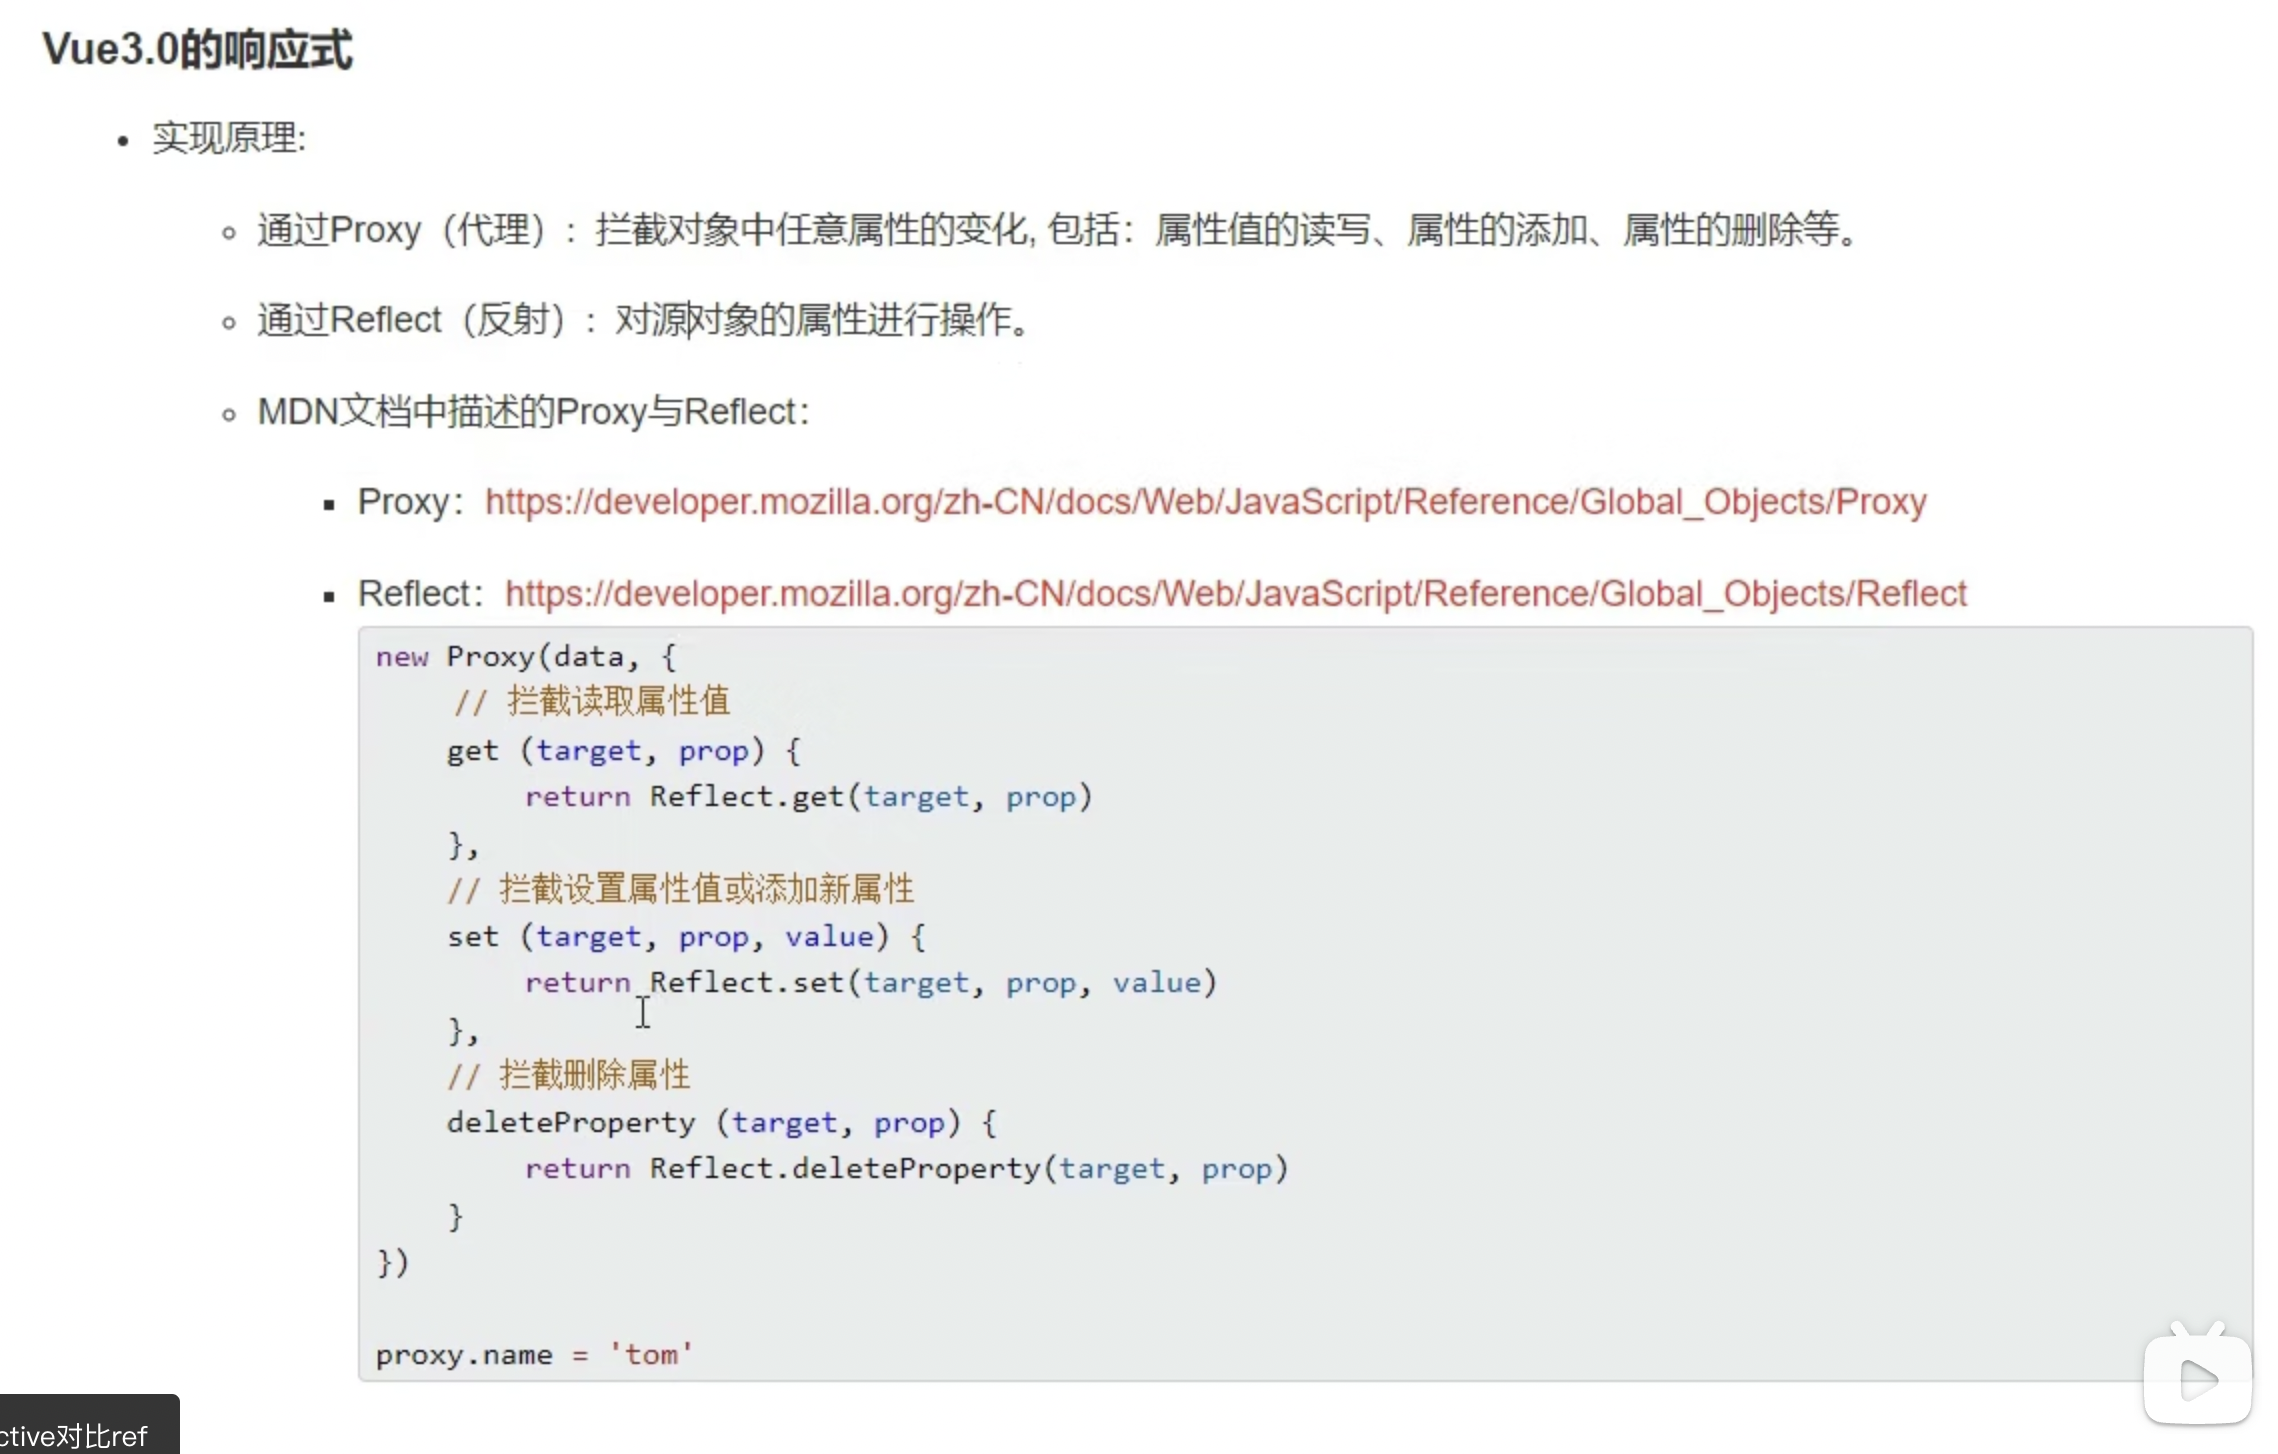 Vue3.0的响应式
实现原理:
通过Proxy（代理）: 拦截对象中任意属性的变化, 包括：属性值的读写、属性的添加、属性的删除等。
通过Reflect（反射）: 对源对象的属性进行操作。
MDN文档中描述的Proxy与Reflect：
Proxy：https://developer.mozilla.org/zh-CN/docs/Web/JavaScript/Reference/Global_Objects/Proxy
Reflect：https://developer.mozilla.org/zh-CN/docs/Web/JavaScript/Reference/Global_Objects/Reflect
new Proxy(data, {
// 拦截读取属性值
get (target, prop) {
return Reflect.get(target, prop)
},
// 拦截设置属性值或添加新属性
set (target, prop, value) {
return Reflect.set(target, prop, value)
},
// 拦截删除属性
deleteProperty (target, prop) {
return Reflect.deleteProperty(target, prop)
}
})
proxy.name = 'tom'
ctive对比ref